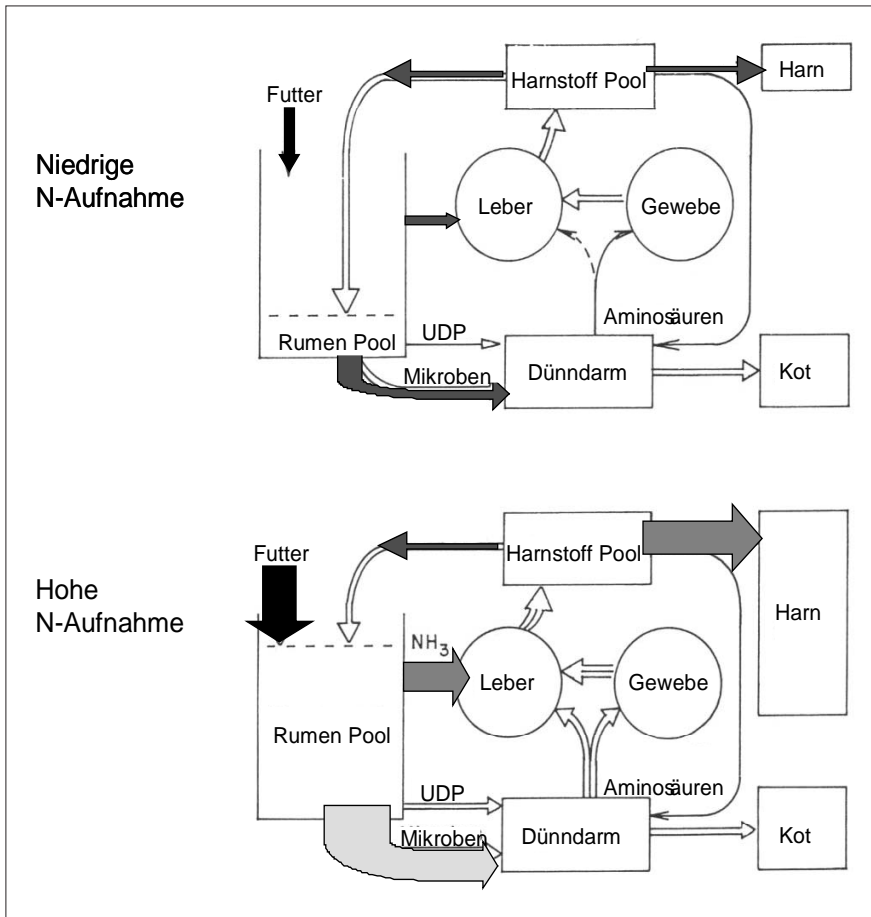 Harnstoff Pool
Harn
Futter
Niedrige
N-Aufnahme
Leber
Gewebe
Aminosäuren
UDP
Rumen Pool
Mikroben
Dünndarm
Kot
Futter
Harnstoff Pool
Hohe
N-Aufnahme
Harn
NH₃
Leber
Gewebe
Rumen Pool
UDP
Aminosäuren
Mikroben
Dünndarm
Kot